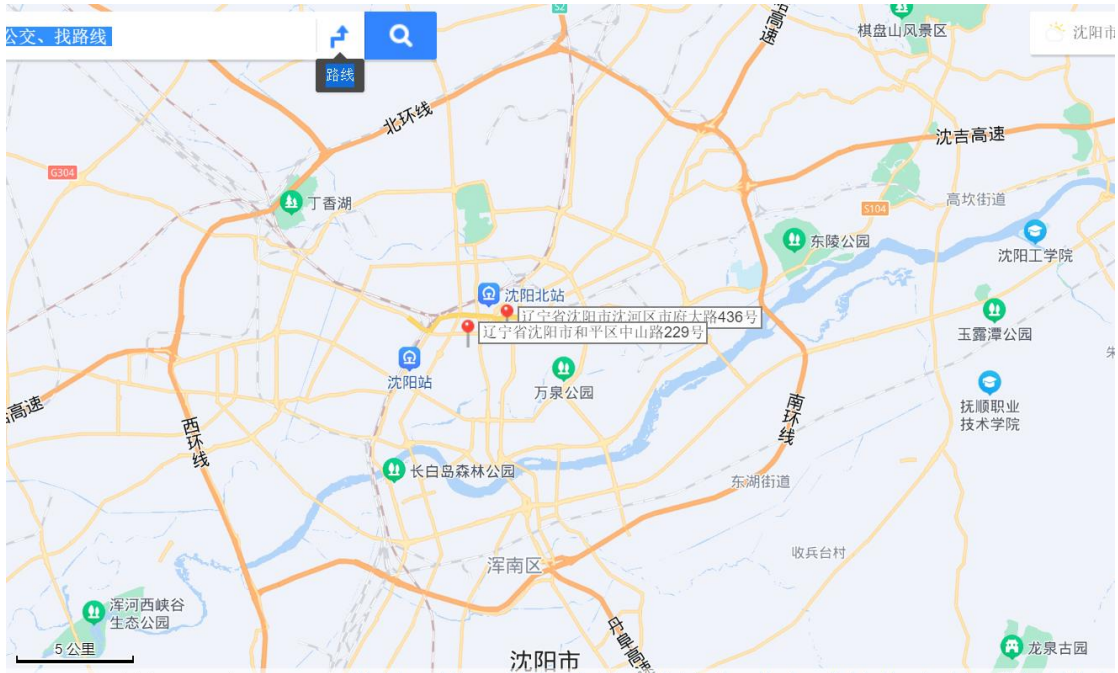 公交、找路线
路线
S2
高速
棋盘山风景区
沈阳市
北环线
沈吉高速
G304
丁香湖
S104
高坎街道
东陵公园
沈阳工学院
沈阳北站
辽宁省沈阳市沈河区市府大路436号
辽宁省沈阳市和平区中山路229号
玉露潭公园
沈阳站
万泉公园
抚顺职业
技术学院
高速
西环线
南环线
长白岛森林公园
东湖街道
收兵台村
浑南区
浑河西峡谷
生态公园
丹阜高速
5 公里
沈阳市
龙泉古园